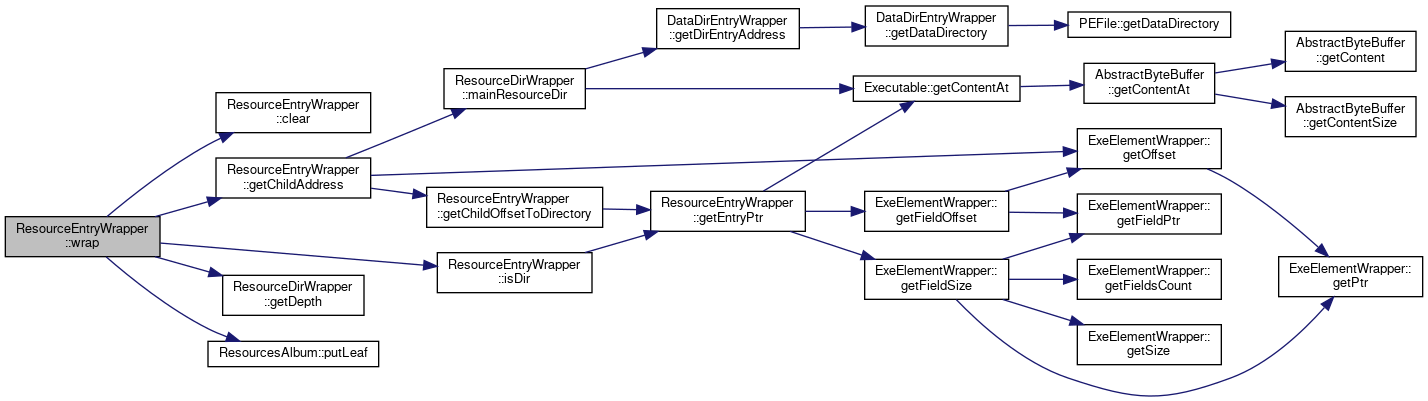 DataDirEntryWrapper
::getDirEntryAddress
DataDirEntryWrapper
::getDataDirectory
PEFile::getDataDirectory
AbstractByteBuffer
::getContent
ResourceDirWrapper
::mainResourceDir
Executable::getContentAt
AbstractByteBuffer
::getContentAt
AbstractByteBuffer
::getContentSize
ResourceEntryWrapper
::clear
ExeElementWrapper::
getOffset
ResourceEntryWrapper
::getChildAddress
ResourceEntryWrapper
::getChildOffsetToDirectory
ResourceEntryWrapper
::getEntryPtr
ExeElementWrapper::
getFieldOffset
ExeElementWrapper::
getFieldPtr
ResourceEntryWrapper
::wrap
ResourceEntryWrapper
::isDir
ExeElementWrapper::
getFieldSize
ExeElementWrapper::
getFieldsCount
ExeElementWrapper::
getPtr
ResourceDirWrapper
::getDepth
ExeElementWrapper::
getSize
ResourcesAlbum::putLeaf